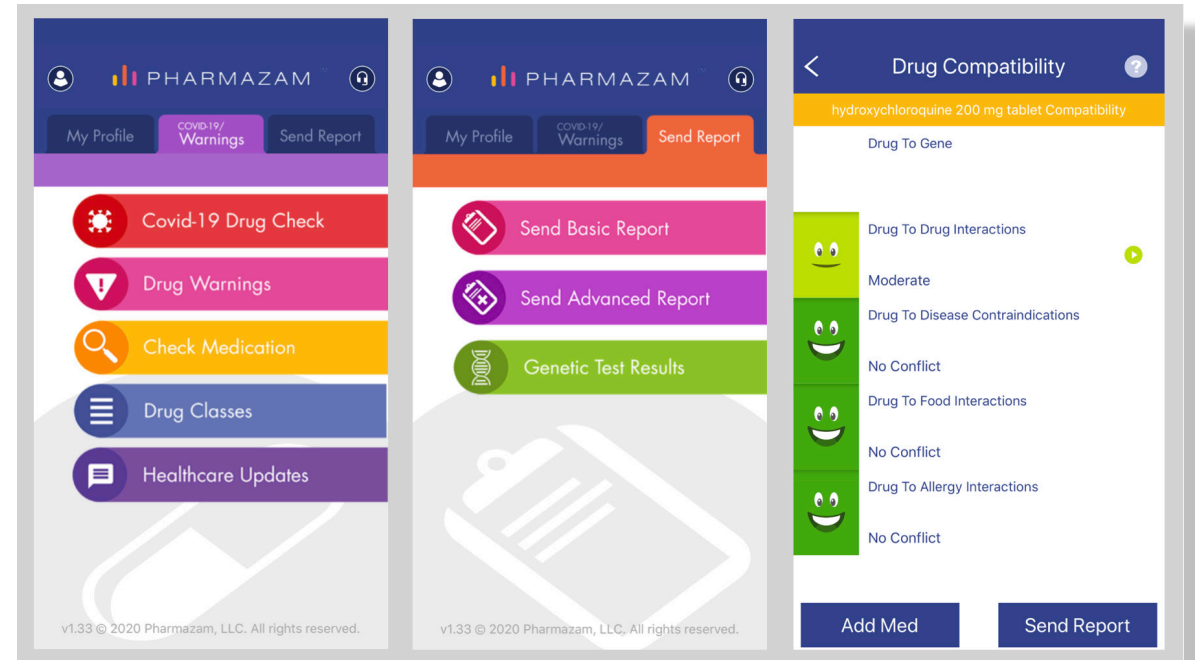 PHARMAZAM
My Profile
COVID-19/
Warnings
Send Report
Covid-19 Drug Check
Drug Warnings
Check Medication
Drug Classes
Healthcare Updates
v1.33 © 2020 Pharmazam, LLC. All rights reserved.
PHARMAZAM
My Profile
COVID-19/
Warnings
Send Report
Send Basic Report
Send Advanced Report
Genetic Test Results
v1.33 © 2020 Pharmazam, LLC. All rights reserved.
Drug Compatibility
?
hydroxychloroquine 200 mg tablet Compatibility
Drug To Gene
Drug To Drug Interactions
Moderate
Drug To Disease Contraindications
No Conflict
Drug To Food Interactions
No Conflict
Drug To Allergy Interactions
No Conflict
Add Med
Send Report